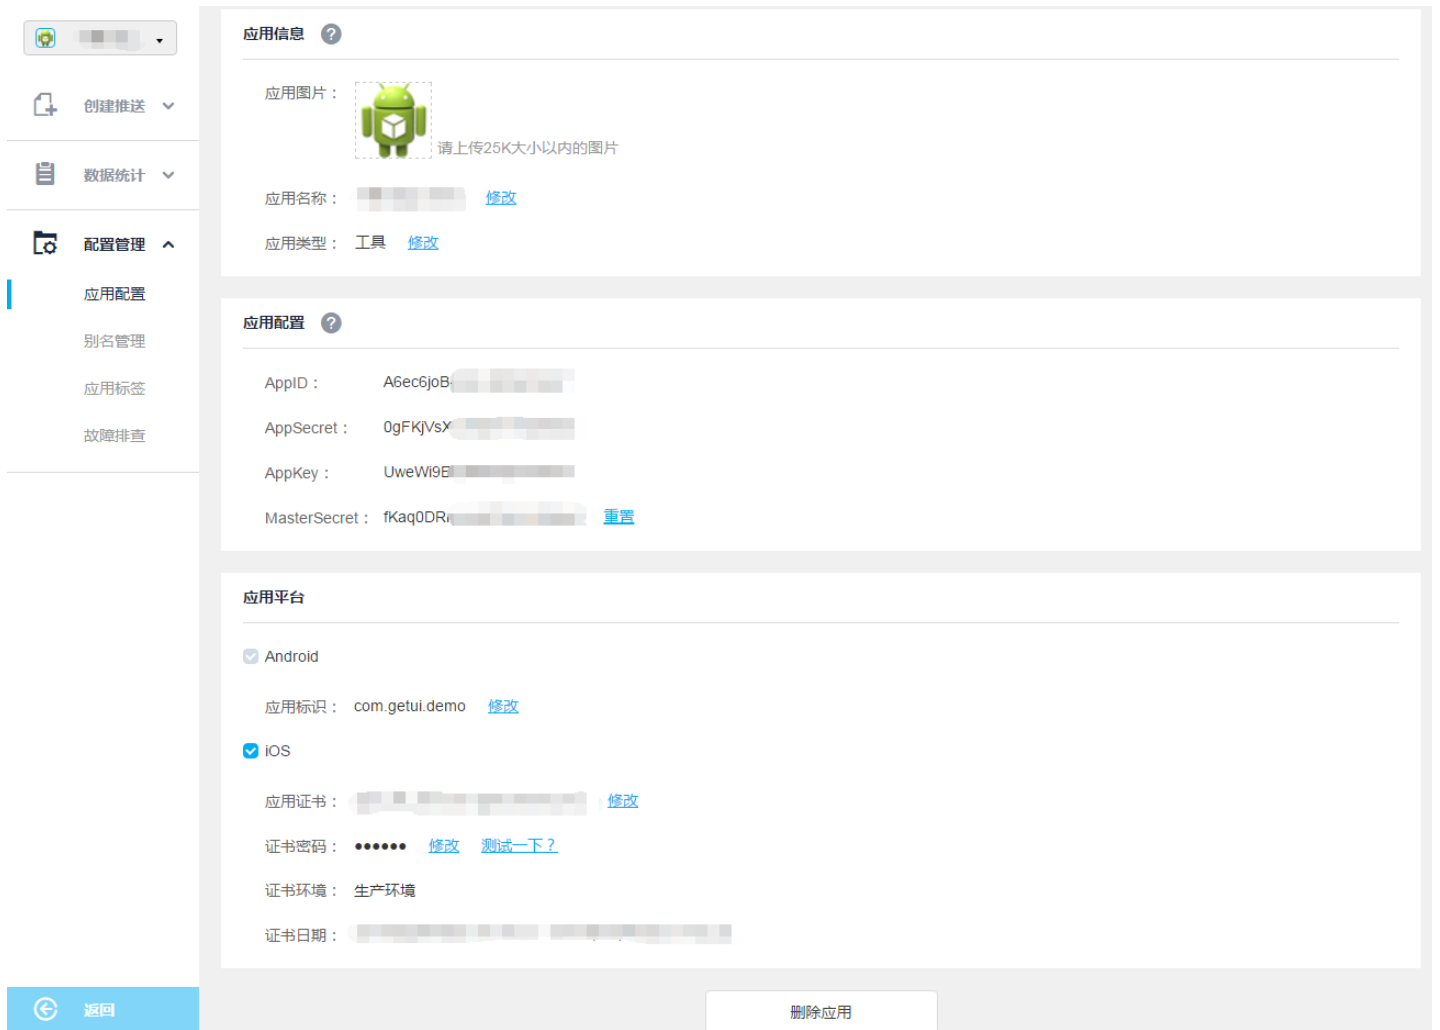 创建推送
数据统计
配置管理
应用配置
别名管理
应用标签
故障排查
返回
应用信息 ?
应用图片：
请上传25K大小以内的图片
应用名称： 修改
应用类型： 工具 修改
应用配置 ?
AppID： A6ec6joB
AppSecret： 0gFKjVsX
AppKey： UweWi9E
MasterSecret： fKaq0DR 重置
应用平台
Android
应用标识： com.getui.demo 修改
iOS
应用证书： 修改
证书密码： •••••• 修改 测试一下？
证书环境： 生产环境
证书日期：
删除应用